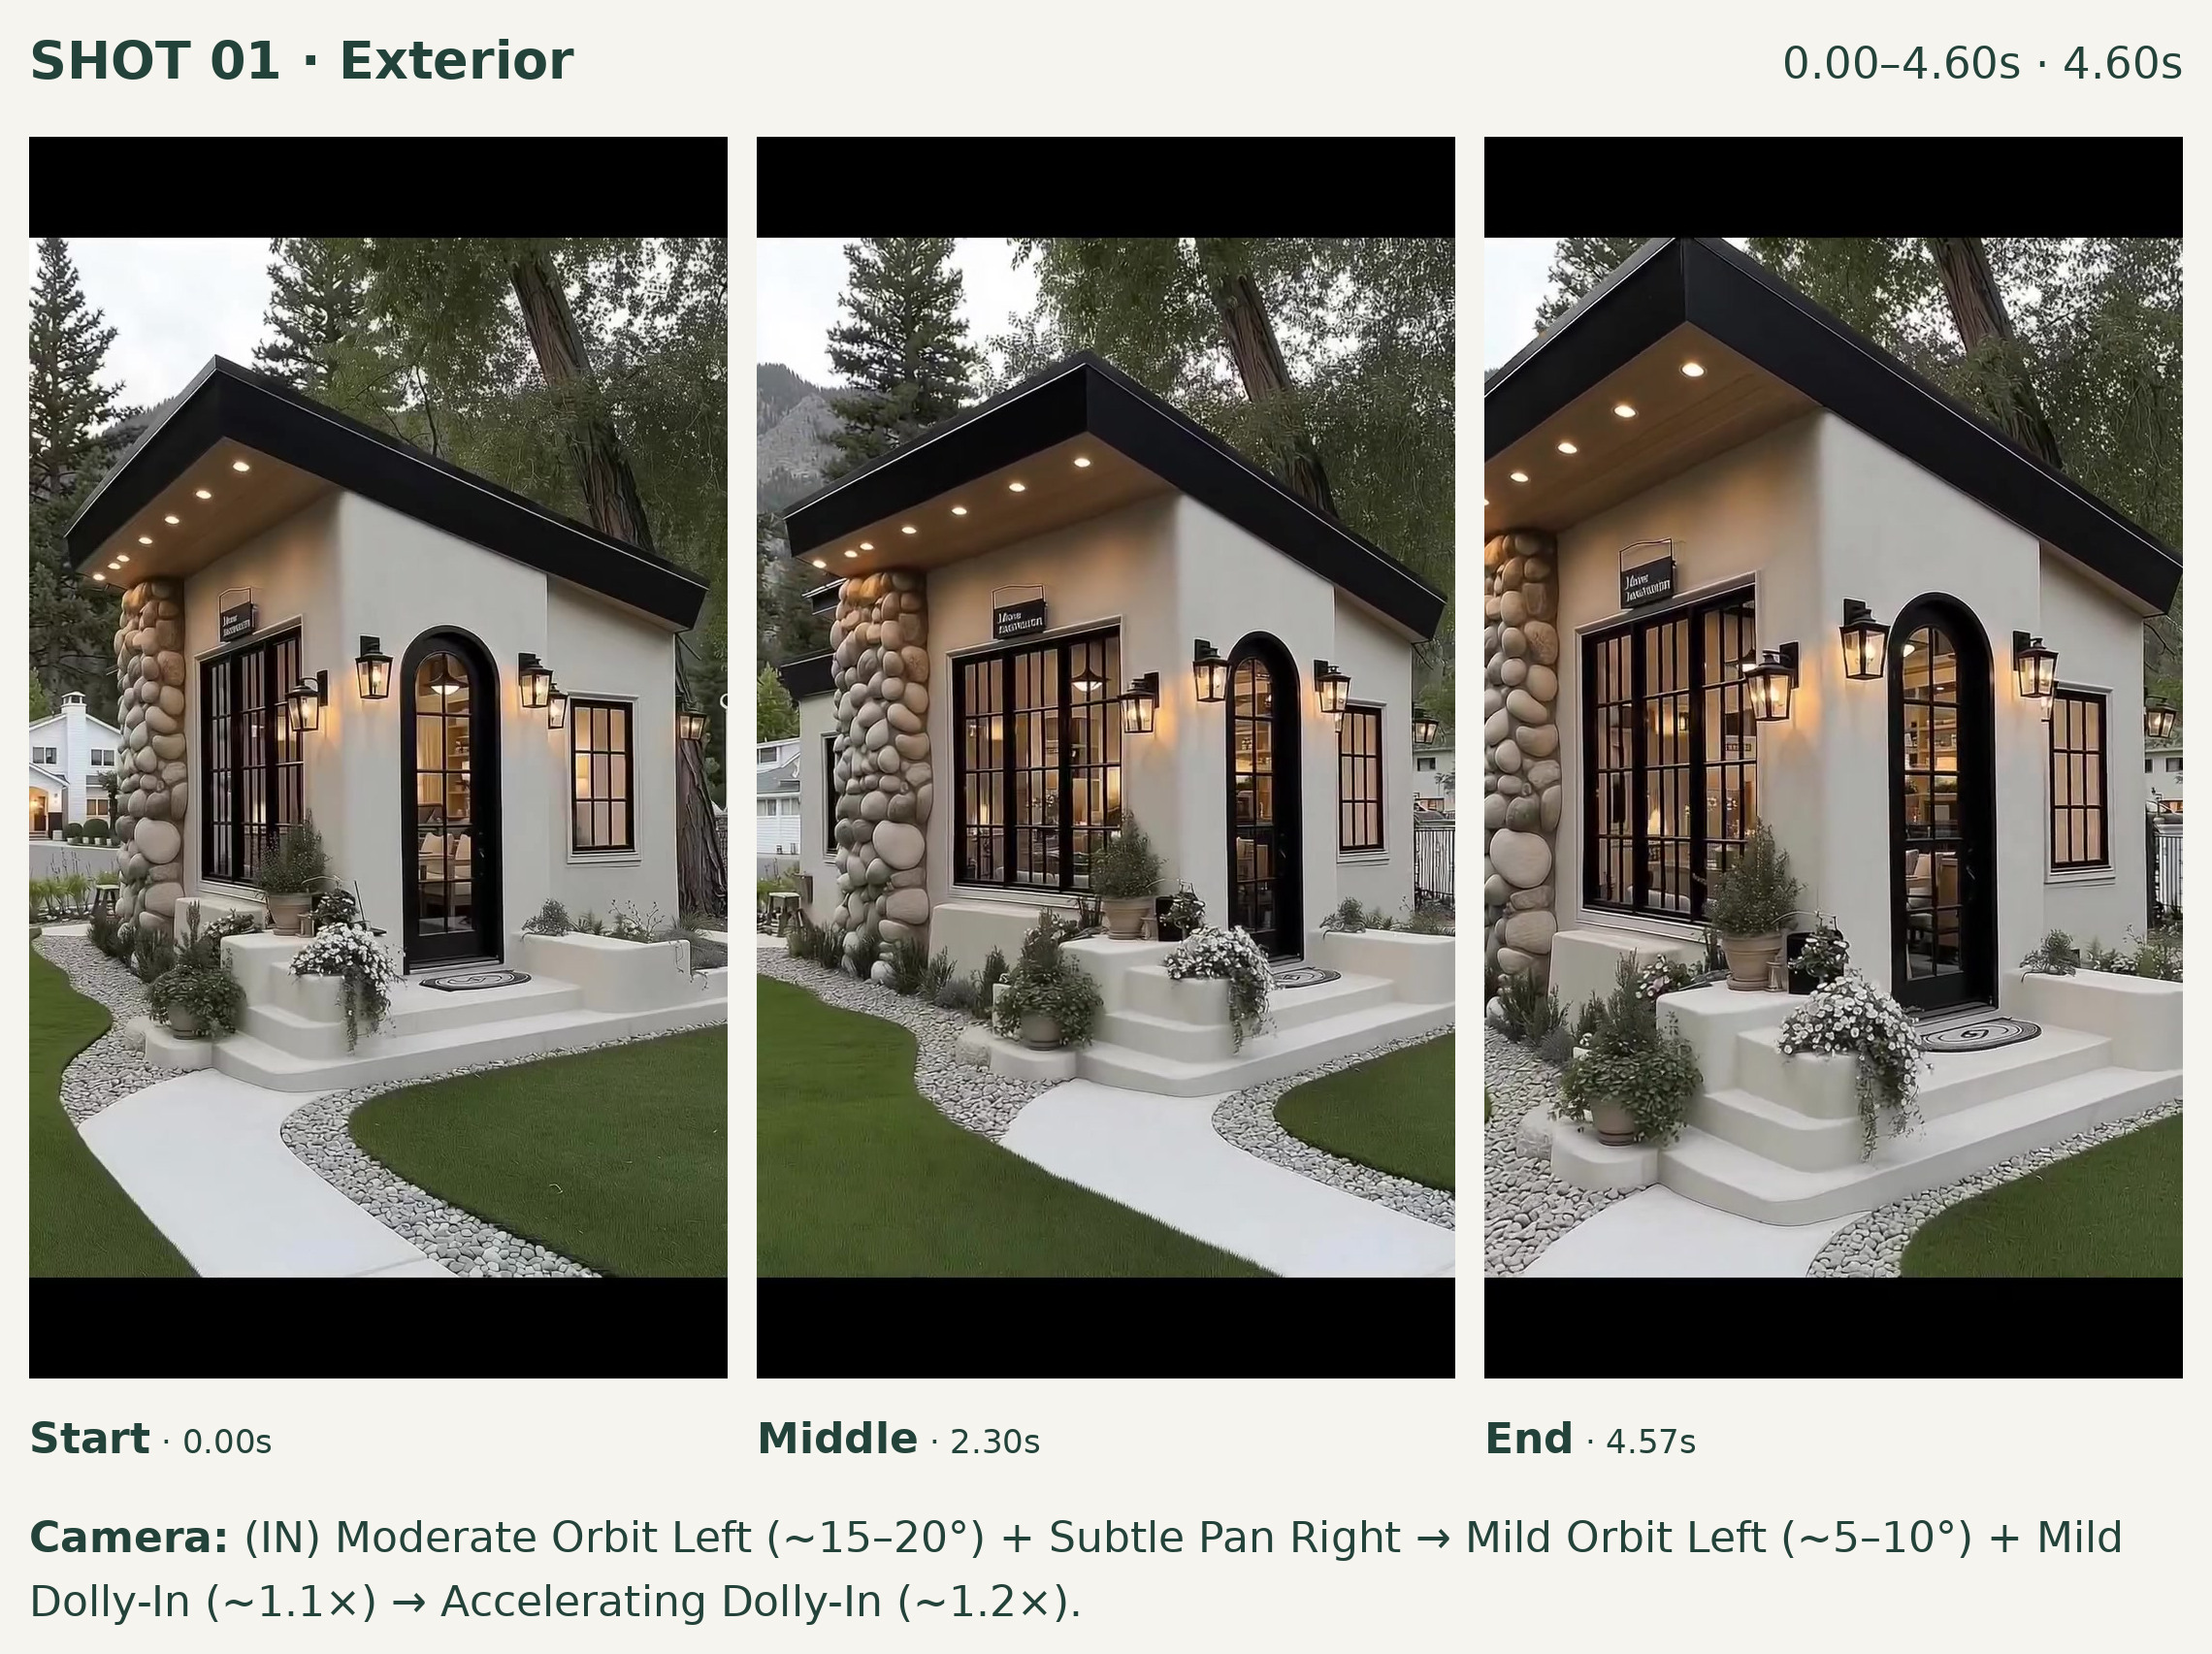 SHOT 01 · Exterior
0.00–4.60s · 4.60s
Start · 0.00s
Middle · 2.30s
End · 4.57s
Camera: (IN) Moderate Orbit Left (~15–20°) + Subtle Pan Right → Mild Orbit Left (~5–10°) + Mild
Dolly-In (~1.1×) → Accelerating Dolly-In (~1.2×).